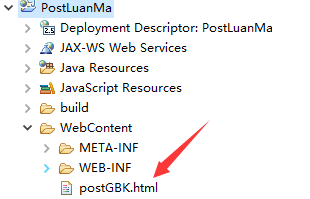 PostLuanMa
Deployment Descriptor: PostLuanMa
JAX-WS Web Services
Java Resources
JavaScript Resources
build
WebContent
META-INF
WEB-INF
postGBK.html